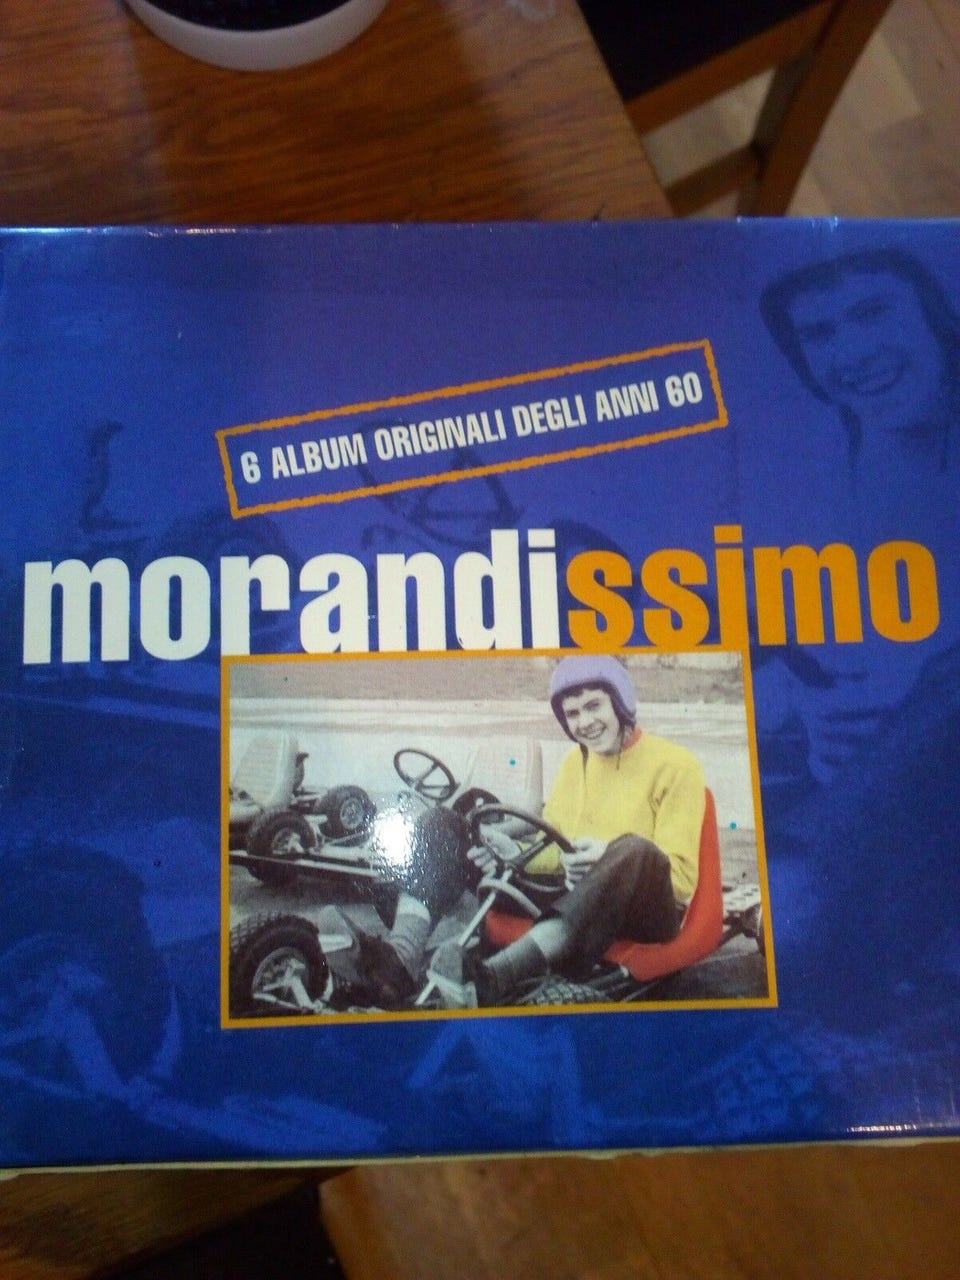 6 ALBUM ORIGINALI DEGLI ANNI 60
morandissimo